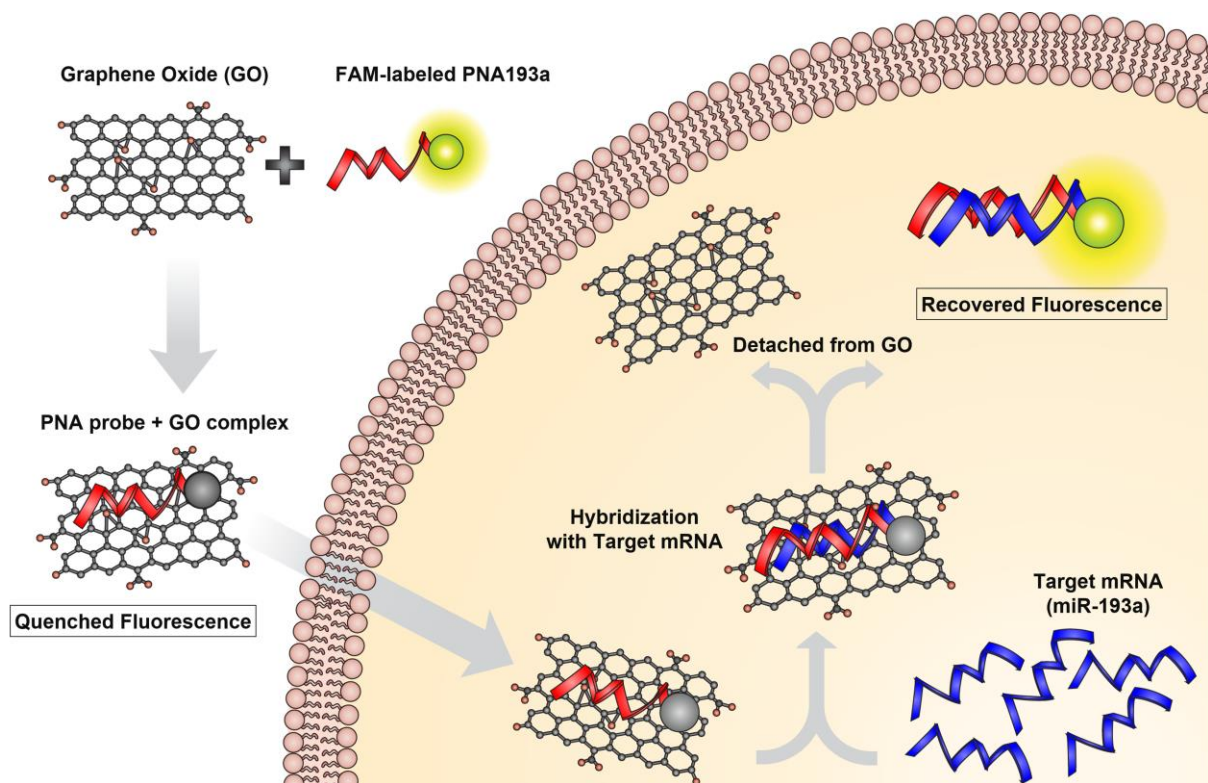 Graphene Oxide (GO)
FAM-labeled PNA193a
PNA probe + GO complex
Quenched Fluorescence
Recovered Fluorescence
Detached from GO
Hybridization
with Target mRNA
Target mRNA
(miR-193a)